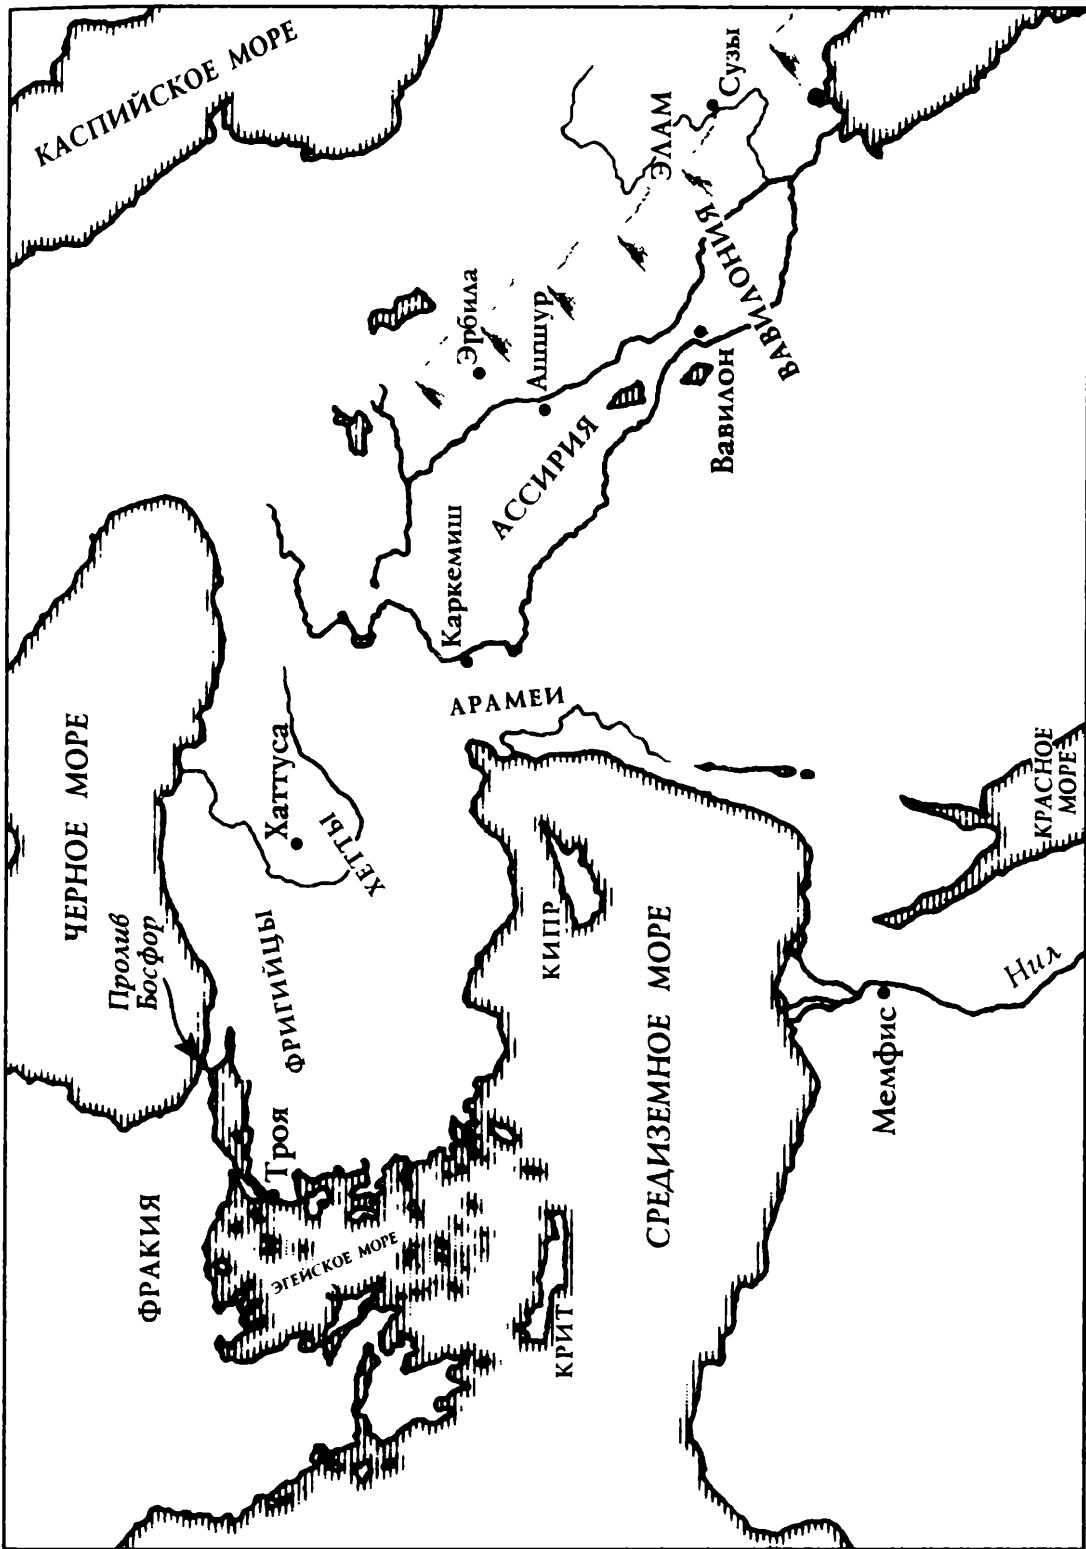 КАСПИЙСКОЕ МОРЕ
ЧЕРНОЕ МОРЕ
Пролив
Босфор
ФРАКИЯ
Троя
ФРИГИЙЦЫ
Хаттуса
ХЕТТЫ
ЭГЕЙСКОЕ МОРЕ
КРИТ
КИПР
СРЕДИЗЕМНОЕ МОРЕ
АРАМЕИ
Каркемиш
АССИРИЯ
Эрбила
Ашшур
Вавилон
ВАВИЛОНИЯ
ЭЛАМ
Сузы
Мемфис
Нил
КРАСНОЕ
МОРЕ